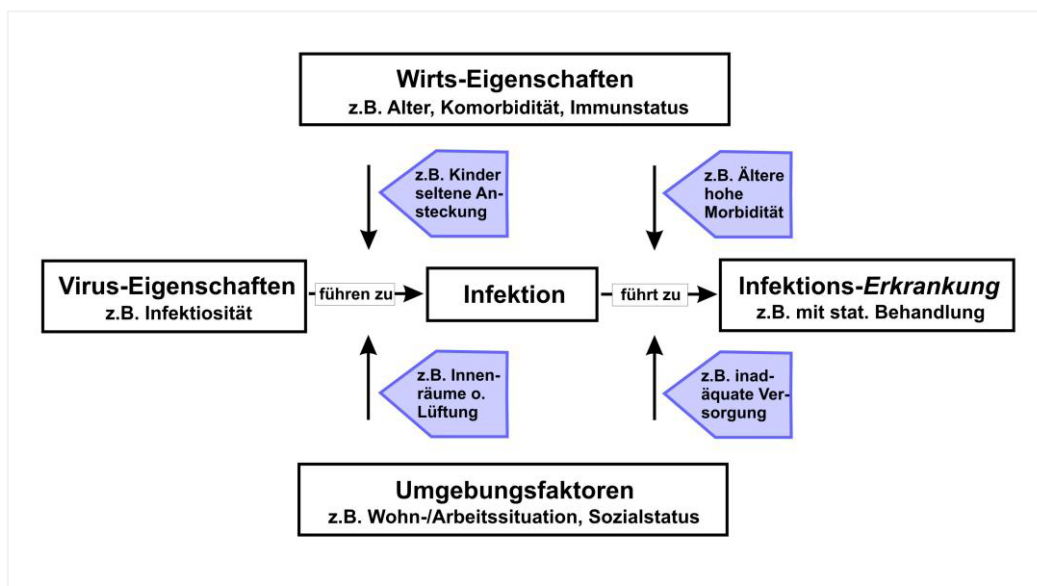 Wirts-Eigenschaften
z.B. Alter, Komorbidität, Immunstatus
z.B. Kinder
seltene An-
steckung
z.B. Ältere
hohe
Morbidität
Virus-Eigenschaften
z.B. Infektiosität
führen zu
Infektion
führt zu
Infektions-Erkrankung
z.B. mit stat. Behandlung
z.B. Innen-
räume o.
Lüftung
z.B. inad-
äquate Ver-
sorgung
Umgebungsfaktoren
z.B. Wohn-/Arbeitssituation, Sozialstatus